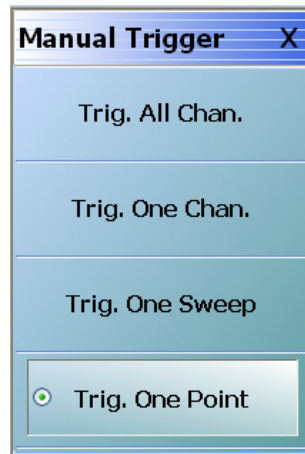 Manual Trigger X
Trig. All Chan.
Trig. One Chan.
Trig. One Sweep
Trig. One Point